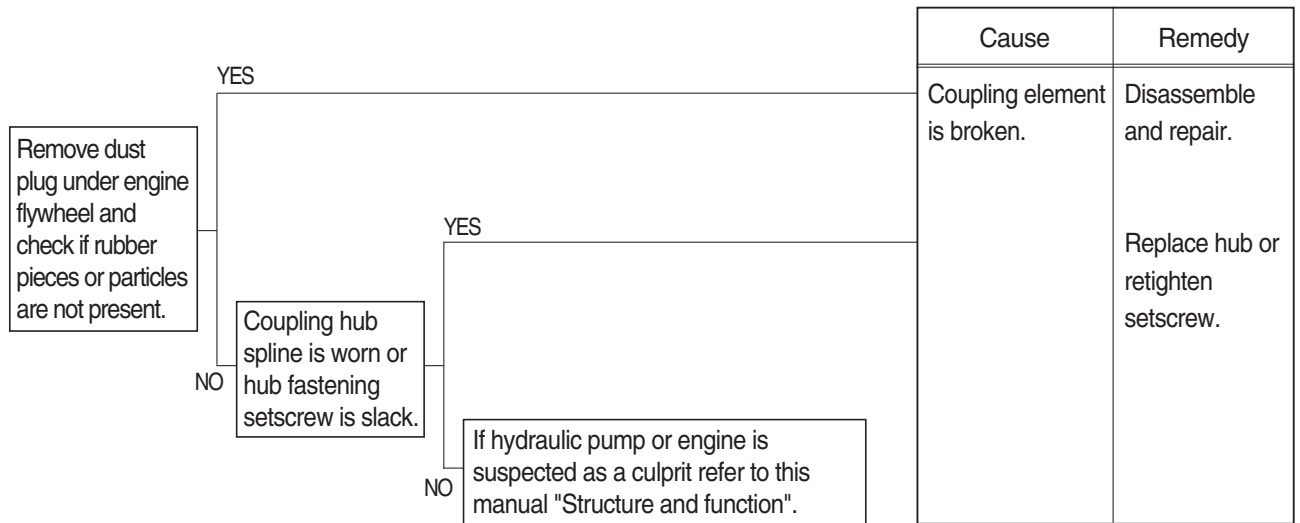 Cause
Remedy
YES
Coupling element
is broken.
Disassemble
and repair.
Remove dust
plug under engine
flywheel and
check if rubber
pieces or particles
are not present.
YES
Replace hub or
retighten
setscrew.
NO
Coupling hub
spline is worn or
hub fastening
setscrew is slack.
NO
If hydraulic pump or engine is
suspected as a culprit refer to this
manual "Structure and function".